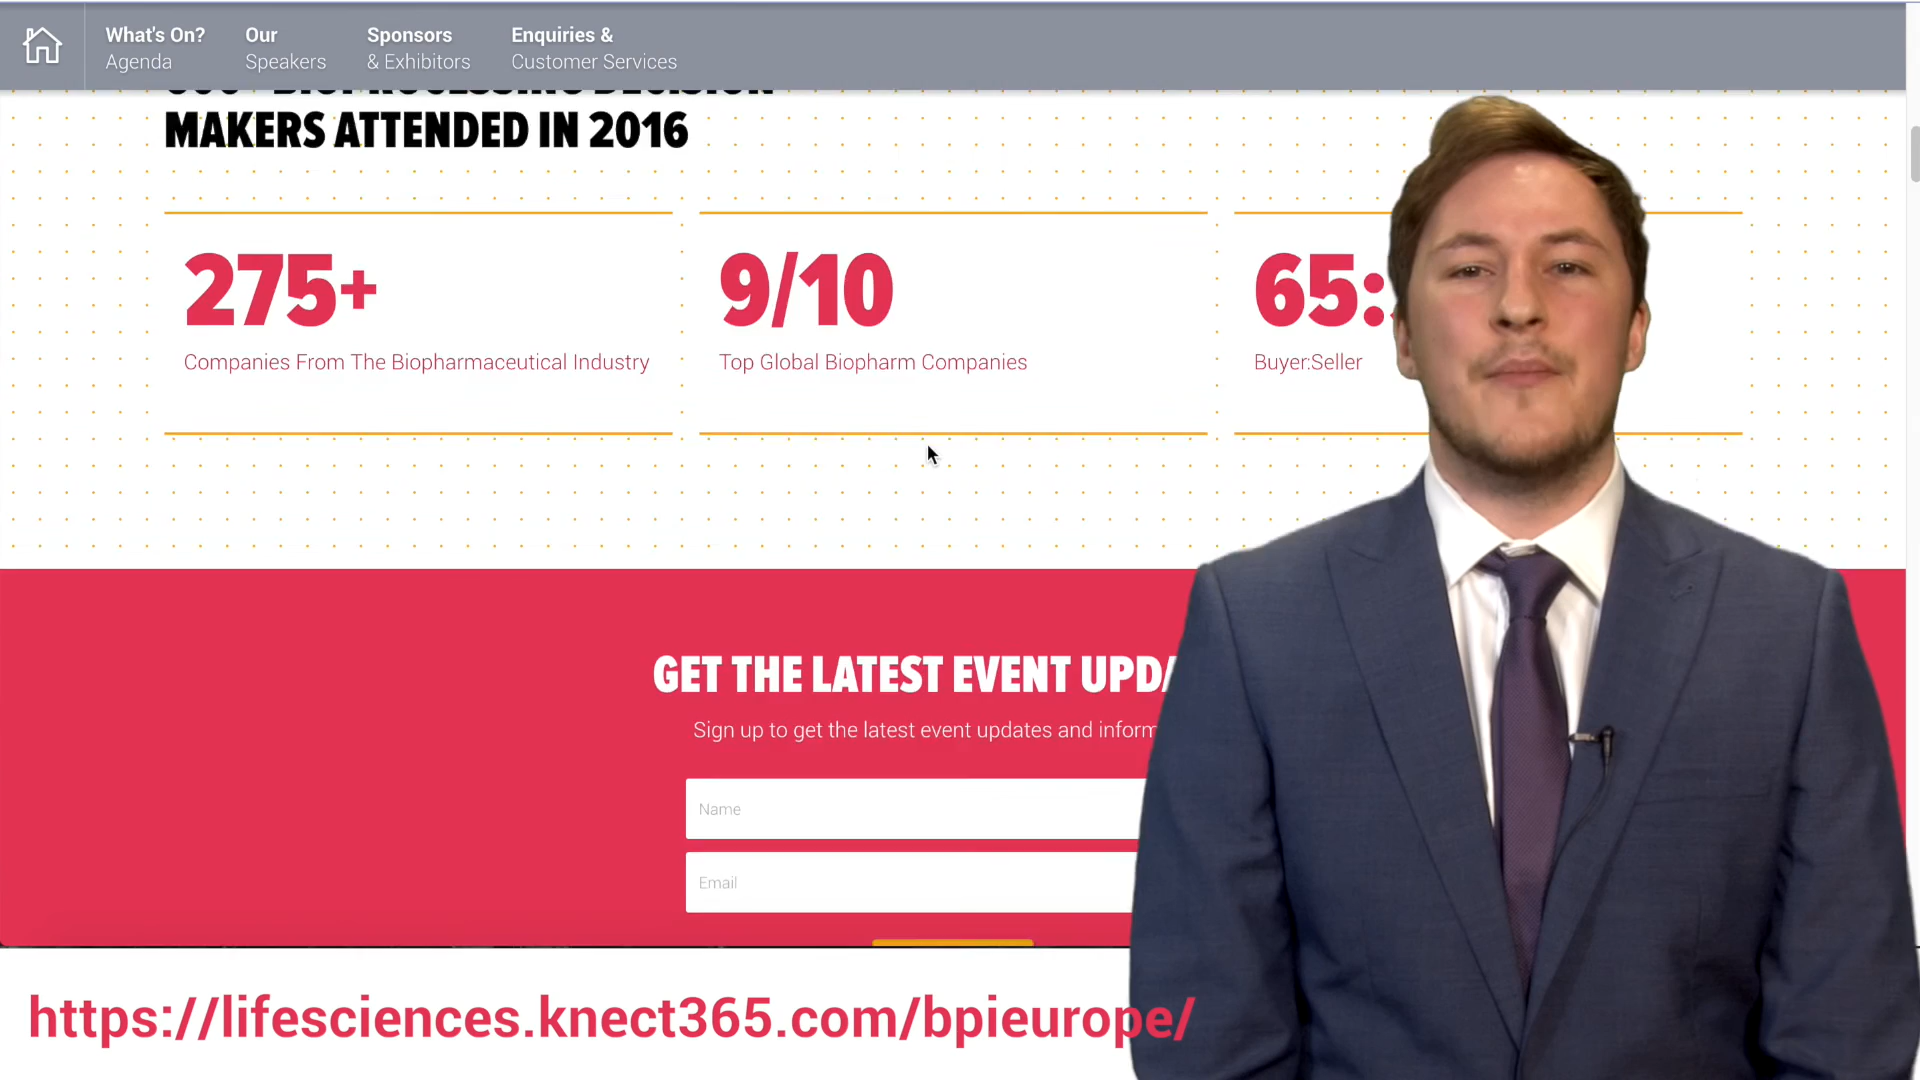 What's On?
Agenda
Our
Speakers
Sponsors
& Exhibitors
Enquiries &
Customer Services
BIOPROCESSING DECISION
MAKERS ATTENDED IN 2016
275+
Companies From The Biopharmaceutical Industry
9/10
Top Global Biopharm Companies
65:
Buyer:Seller
GET THE LATEST EVENT
Sign up to get the latest event updates and
Name
Email
https://lifesciences.knect365.com/bpieurope/